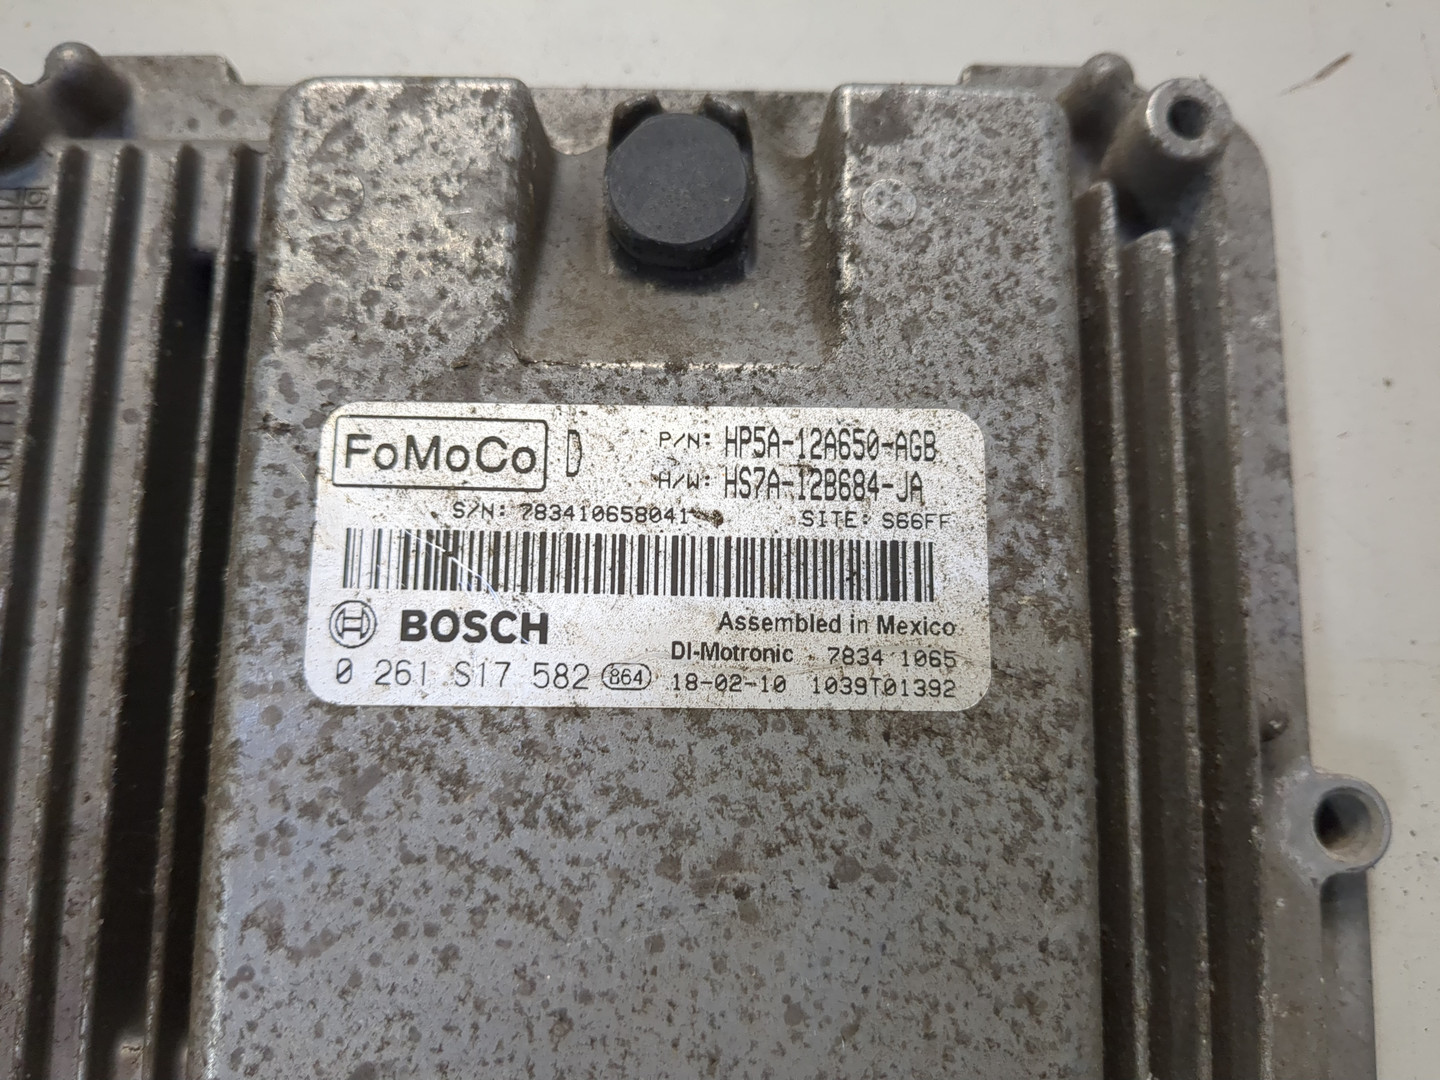 FoMoCo D P/N: HP5A-12A650-AGB
H/W: HS7A-12B684-JA
S/N: 783410658041 SITE: S66FF
BOSCH Assembled in Mexico
DI-Motronic 7834 1065
0 261 S17 582 864 18-02-10 1039T01392